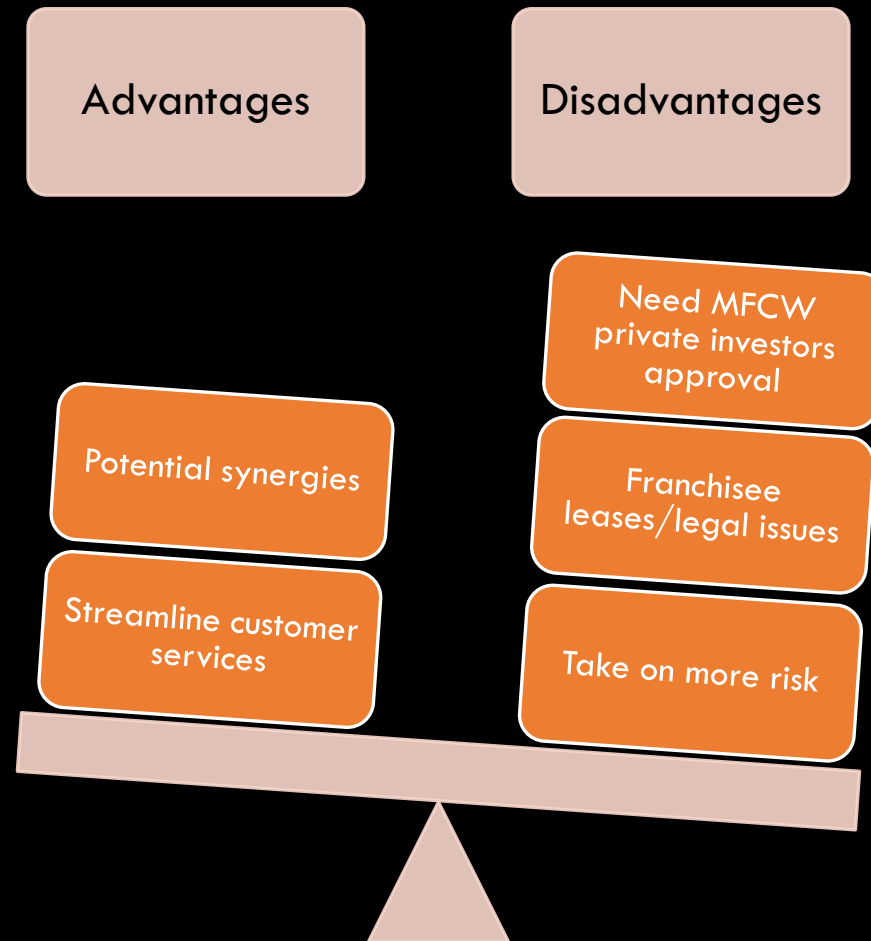 Advantages
Disadvantages
Potential synergies
Streamline customer
services
Need MFCW
private investors
approval
Franchisee
leases/legal issues
Take on more risk